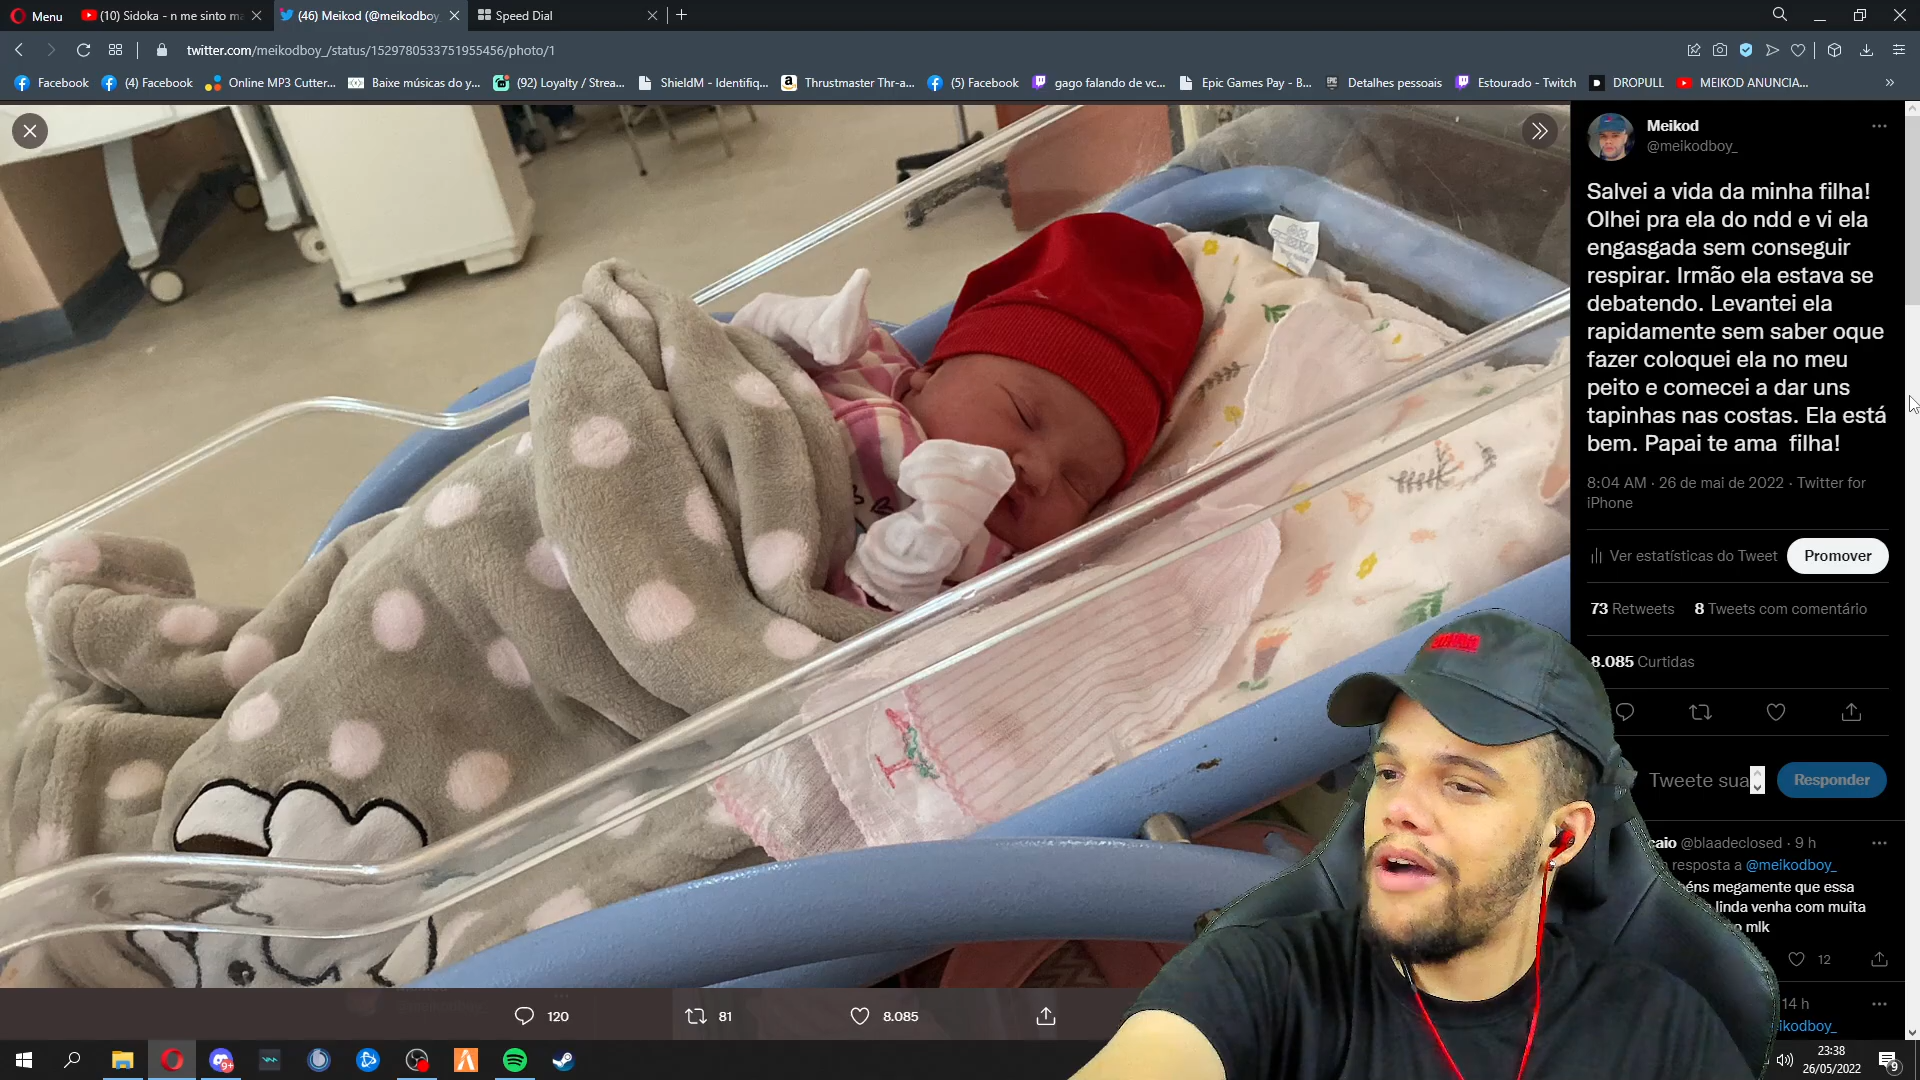 Menu
(10) Sidoka - n me sinto ma
(46) Meikod (@meikodboy_
Speed Dial
twitter.com/meikodboy_/status/1529780533751955456/photo/1
Facebook
(4) Facebook
Online MP3 Cutter...
Baixe músicas do y...
(92) Loyalty / Strea...
ShieldM - Identifiq...
Thrustmaster Thr-a...
(5) Facebook
gago falando de vc...
Epic Games Pay - B...
Detalhes pessoais
Estourado - Twitch
DROPULL
MEIKOD ANUNCIA...
Meikod
@meikodboy_
Salvei a vida da minha filha!
Olhei pra ela do ndd e vi ela
engasgada sem conseguir
respirar. Irmão ela estava se
debatendo. Levantei ela
rapidamente sem saber oque
fazer coloquei ela no meu
peito e comecei a dar uns
tapinhas nas costas. Ela está
bem. Papai te ama filha!
8:04 AM · 26 de mai de 2022 · Twitter for
iPhone
Ver estatísticas do Tweet
Promover
73 Retweets 8 Tweets com comentário
8.085 Curtidas
Tweete sua
Responder
caio @blaadeclosed · 9 h
resposta a @meikodboy_
éns megamente que essa
linda venha com muita
mlk
12
14 h
ikodboy_
120
81
8.085
9+
23:38
26/05/2022
9